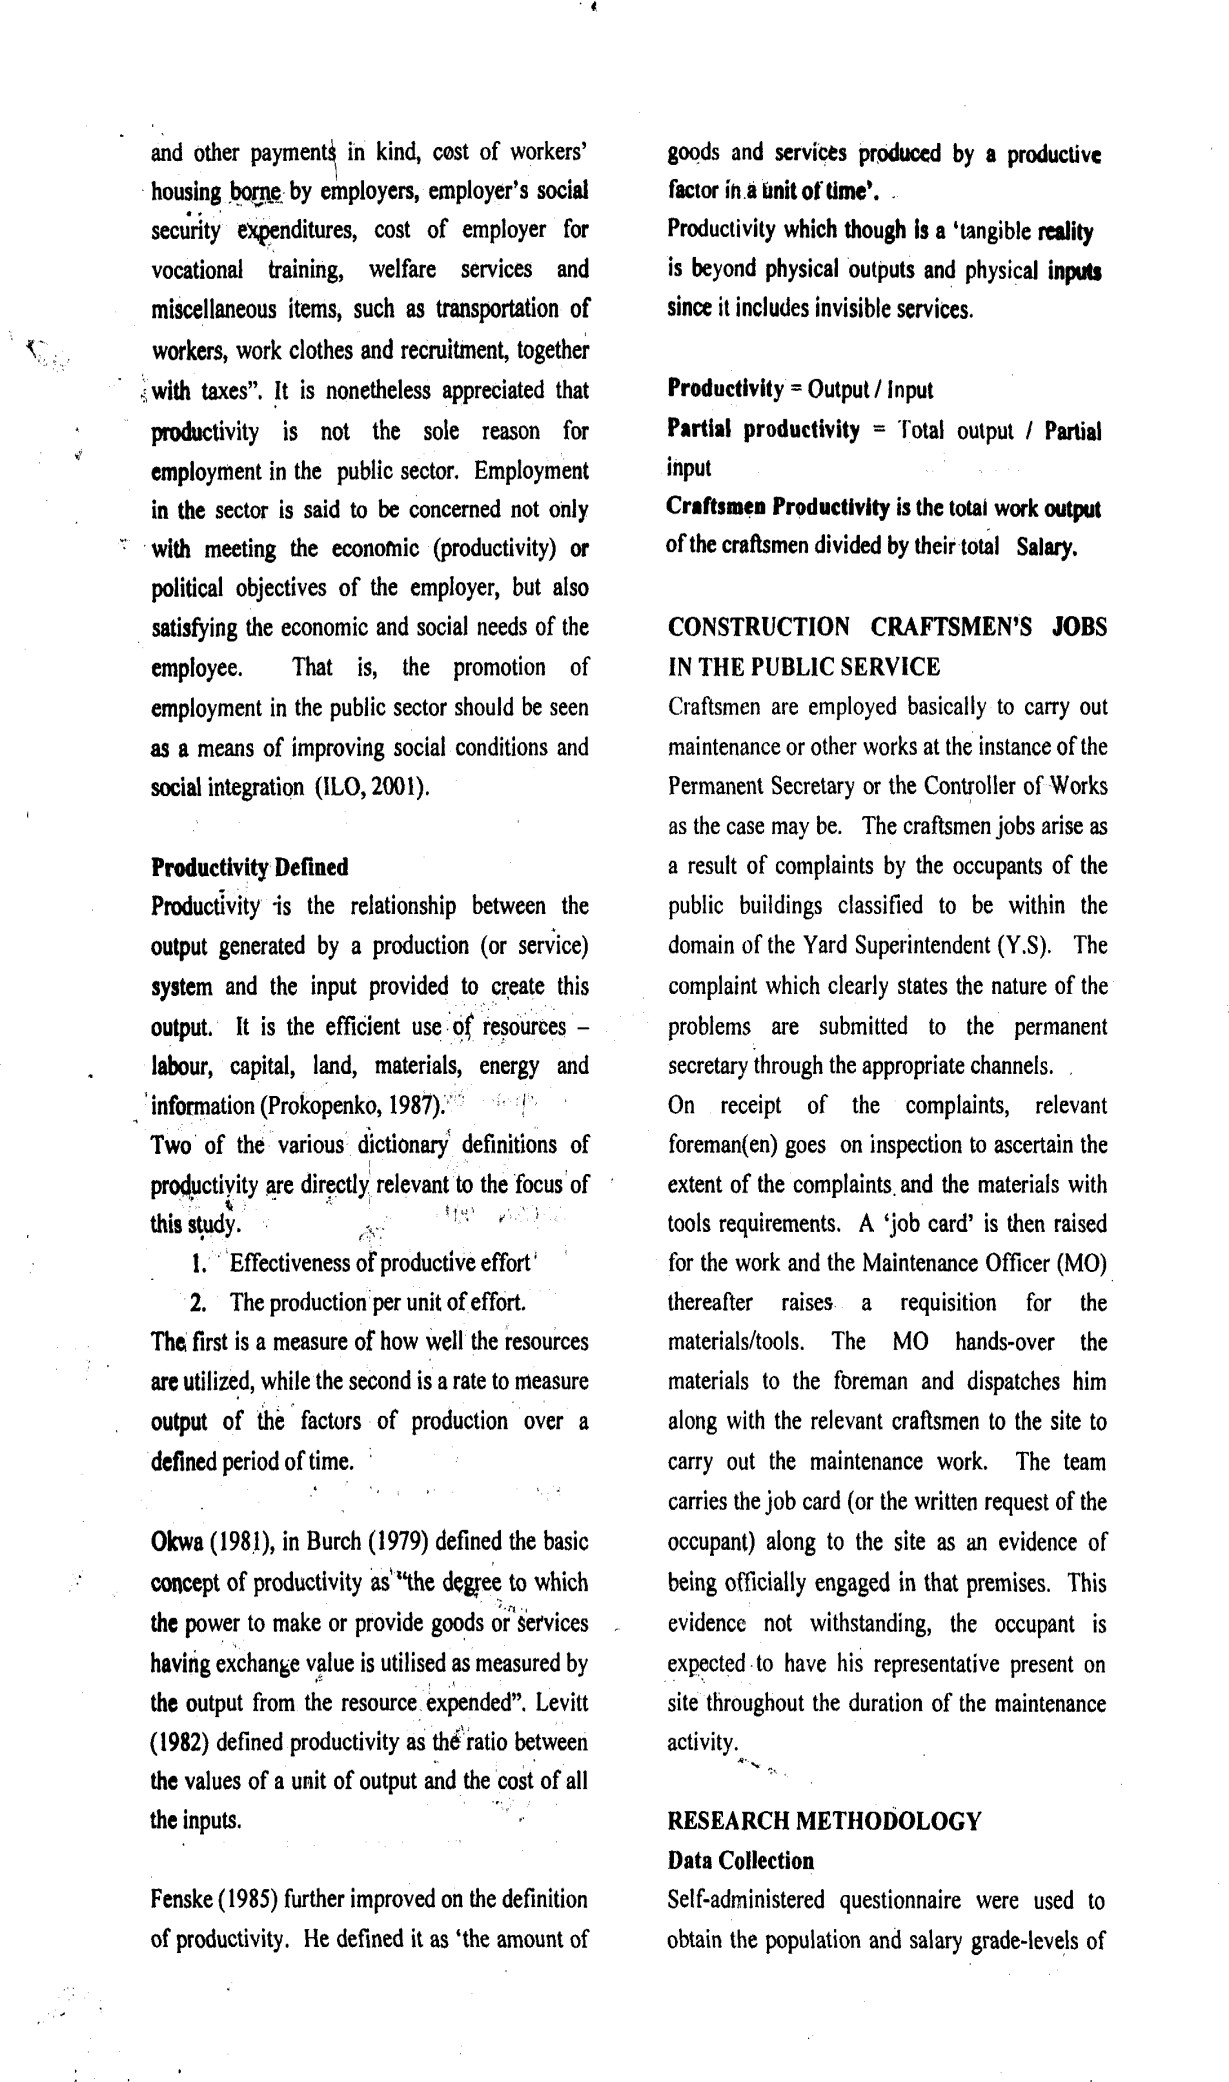 and other payments in kind, cost of workers'
housing borne by employers, employer's social
security expenditures, cost of employer for
vocational training, welfare services and
miscellaneous items, such as transportation of
workers, work clothes and recruitment, together
with taxes”. It is nonetheless appreciated that
productivity is not the sole reason for
employment in the public sector. Employment
in the sector is said to be concerned not only
with meeting the economic (productivity) or
political objectives of the employer, but also
satisfying the economic and social needs of the
employee. That is, the promotion of
employment in the public sector should be seen
as a means of improving social conditions and
social integration (ILO, 2001).

Productivity Defined
Productivity is the relationship between the
output generated by a production (or service)
system and the input provided to create this
output. It is the efficient use of resources –
labour, capital, land, materials, energy and
information (Prokopenko, 1987).
Two of the various dictionary definitions of
productivity are directly relevant to the focus of
this study.
1. 'Effectiveness of productive effort'
2. The production per unit of effort.
The first is a measure of how well the resources
are utilized, while the second is a rate to measure
output of the factors of production over a
defined period of time.

Okwa (1981), in Burch (1979) defined the basic
concept of productivity as “the degree to which
the power to make or provide goods or services
having exchange value is utilised as measured by
the output from the resource expended”. Levitt
(1982) defined productivity as the ratio between
the values of a unit of output and the cost of all
the inputs.

Fenske (1985) further improved on the definition
of productivity. He defined it as ‘the amount of
goods and services produced by a productive
factor in a unit of time’.
Productivity which though is a ‘tangible reality
is beyond physical outputs and physical inputs
since it includes invisible services.

Productivity = Output / Input
Partial productivity = Total output / Partial
input
Craftsmen Productivity is the total work output
of the craftsmen divided by their total Salary.

CONSTRUCTION CRAFTSMEN'S JOBS
IN THE PUBLIC SERVICE
Craftsmen are employed basically to carry out
maintenance or other works at the instance of the
Permanent Secretary or the Controller of Works
as the case may be. The craftsmen jobs arise as
a result of complaints by the occupants of the
public buildings classified to be within the
domain of the Yard Superintendent (Y.S). The
complaint which clearly states the nature of the
problems are submitted to the permanent
secretary through the appropriate channels.
On receipt of the complaints, relevant
foreman(en) goes on inspection to ascertain the
extent of the complaints and the materials with
tools requirements. A ‘job card’ is then raised
for the work and the Maintenance Officer (MO)
thereafter raises a requisition for the
materials/tools. The MO hands-over the
materials to the foreman and dispatches him
along with the relevant craftsmen to the site to
carry out the maintenance work. The team
carries the job card (or the written request of the
occupant) along to the site as an evidence of
being officially engaged in that premises. This
evidence not withstanding, the occupant is
expected to have his representative present on
site throughout the duration of the maintenance
activity.

RESEARCH METHODOLOGY
Data Collection
Self-administered questionnaire were used to
obtain the population and salary grade-levels of